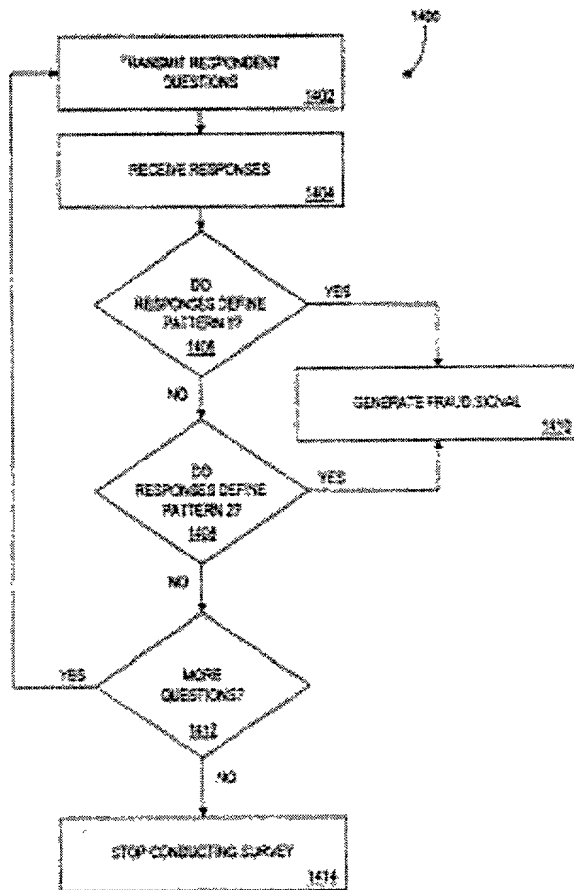 1400
TRANSMIT RESPONDENT
QUESTIONS
1402
RECEIVE RESPONSES
1404
DO
RESPONSES DEFINE
PATTERN 1?
1406
YES
NO
GENERATE FRAUD SIGNAL
1410
DO
RESPONSES DEFINE
PATTERN 2?
1408
YES
NO
MORE
QUESTIONS?
1412
YES
NO
STOP CONDUCTING SURVEY
1414